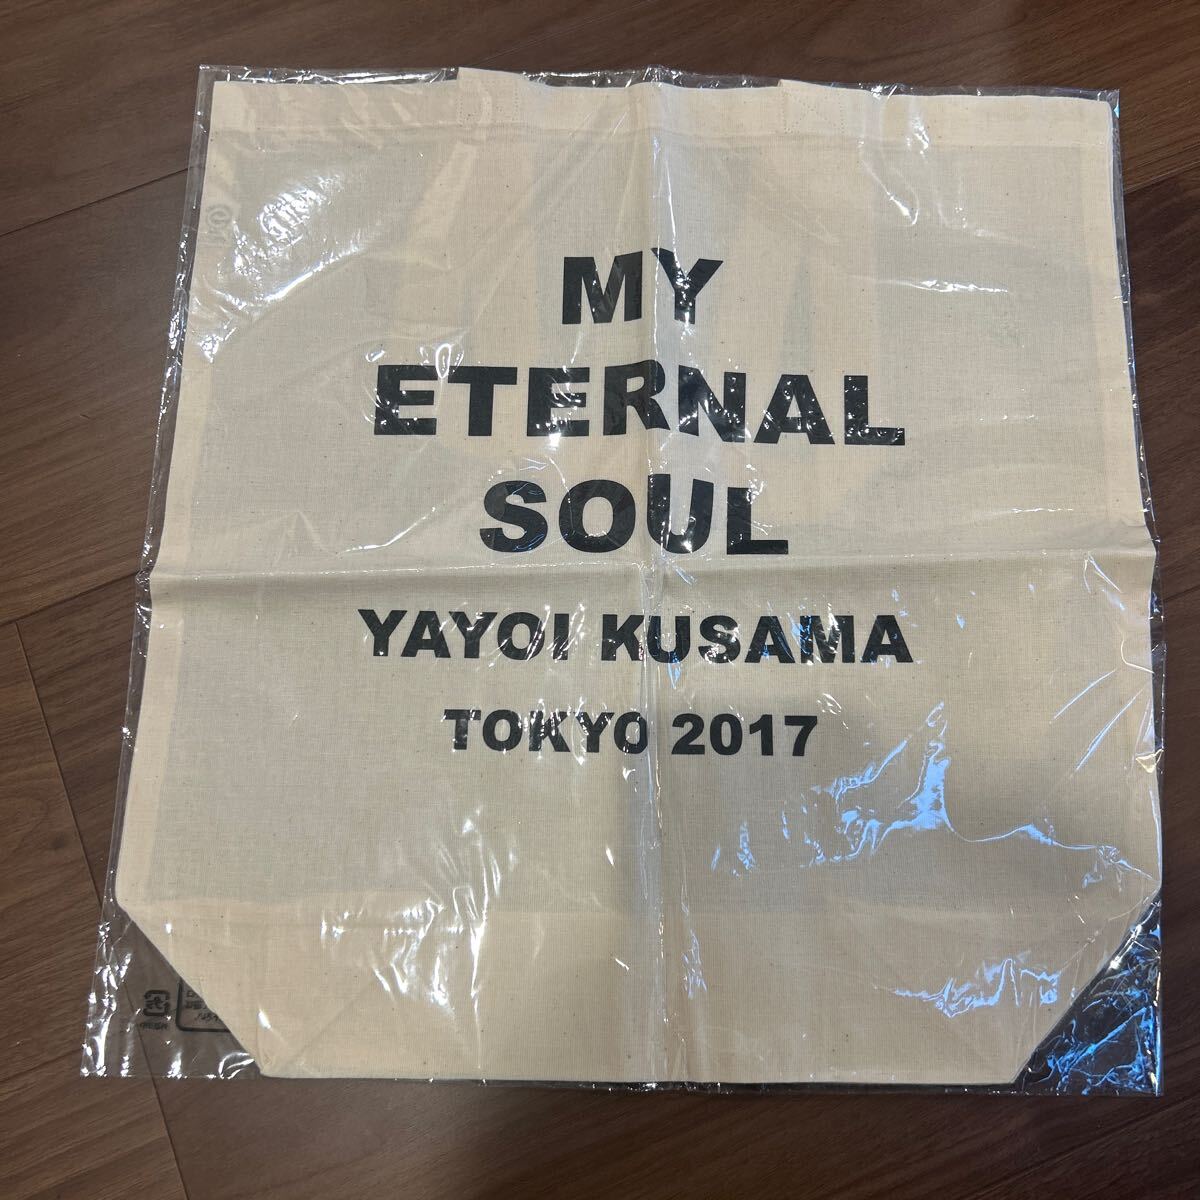 MY
ETERNAL
SOUL
YAYOI KUSAMA
TOKYO 2017